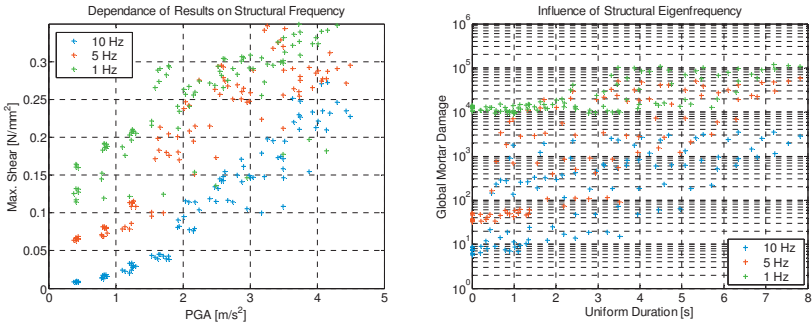 Dependance of Results on Structural Frequency
0.3
0.25
0.2
0.15
0.1
0.05
0
0 1 2 3 4 5
Max. Shear [N/mm²]
PGA [m/s²]
10 Hz
5 Hz
1 Hz
Influence of Structural Eigenfrequency
10⁶
10⁵
10⁴
10³
10²
10¹
10⁰
0 1 2 3 4 5 6 7 8
Global Mortar Damage
Uniform Duration [s]
10 Hz
5 Hz
1 Hz